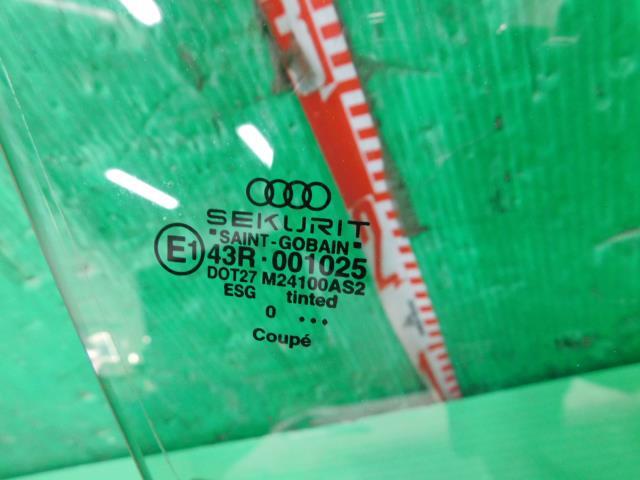 SEKURIT
SAINT-GOBAIN
E1 43R·001025
DOT27 M24100AS2
ESG tinted
0 ...
Coupé